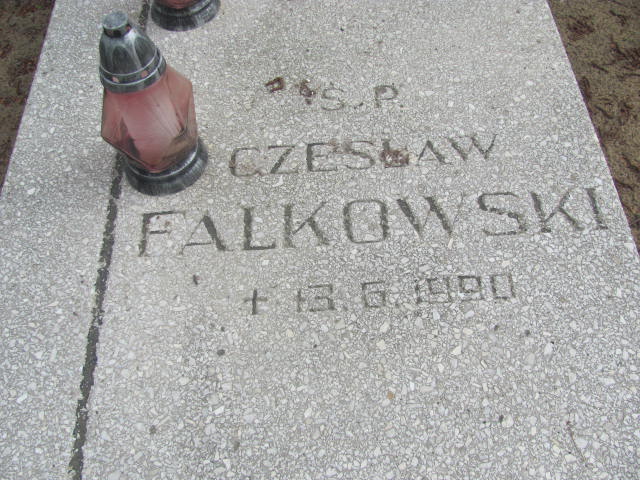 Ś.P.
CZESŁAW
FALKOWSKI
+ 13.6.1990